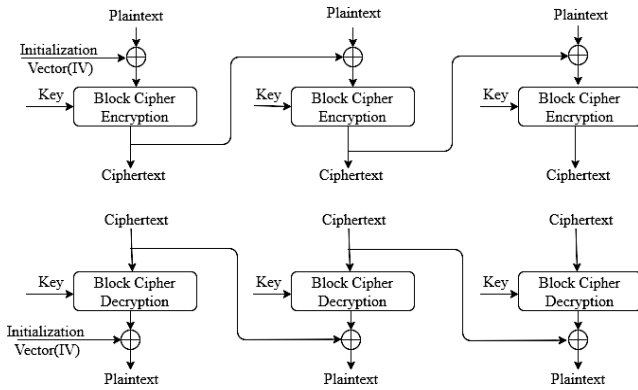 Plaintext Plaintext Plaintext
Initialization
Vector(IV)
Key Block Cipher Encryption
Key Block Cipher Encryption
Key Block Cipher Encryption
Ciphertext Ciphertext Ciphertext
Ciphertext Ciphertext Ciphertext
Key Block Cipher Decryption
Key Block Cipher Decryption
Key Block Cipher Decryption
Initialization
Vector(IV)
Plaintext Plaintext Plaintext